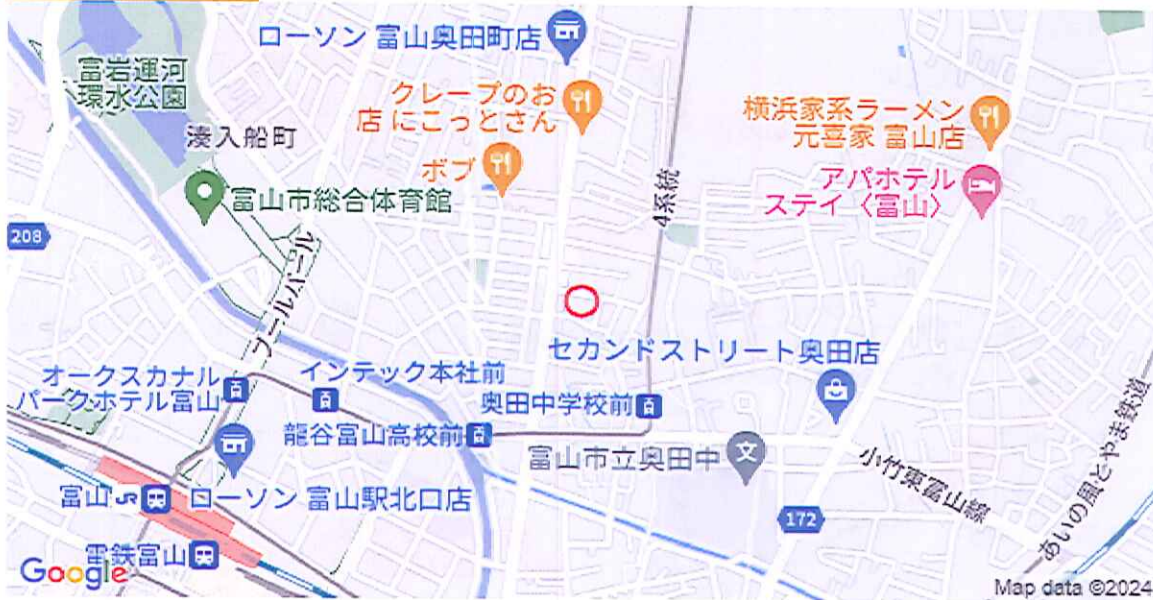 ローソン 富山奥田町店
富岩運河
環水公園
クレープのお
店 にこっとさん
横浜家系ラーメン
元喜家 富山店
湊入船町
ボブ
アパホテル
ステイ〈富山〉
富山市総合体育館
4系統
208
ブールバール
セカンドストリート奥田店
オークスカナル
パークホテル富山
インテック本社前
奥田中学校前
龍谷富山高校前
富山市立奥田中
小竹東富山線
あいの風とやま鉄道
富山JR
ローソン 富山駅北口店
172
電鉄富山
Google
Map data ©2024